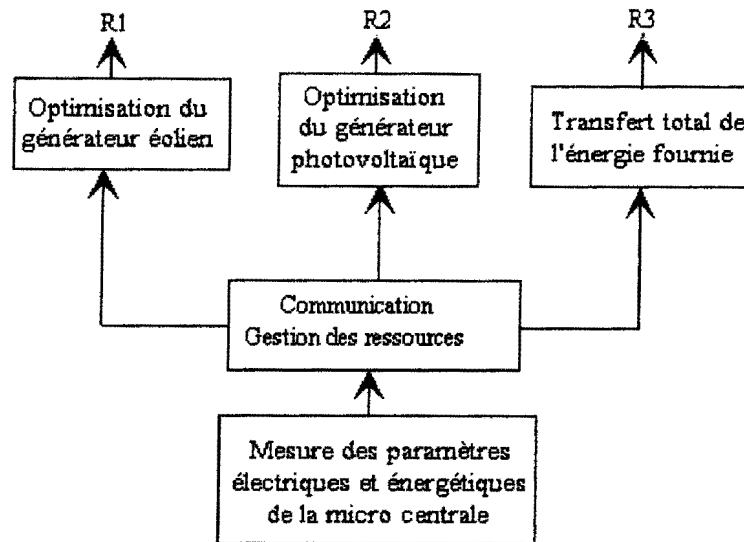 R1
R2
R3
Optimisation du
générateur éolien
Optimisation
du générateur
photovoltaïque
Transfert total de
l'énergie fournie
Communication
Gestion des ressources
Mesure des paramètres
électriques et énergétiques
de la micro centrale